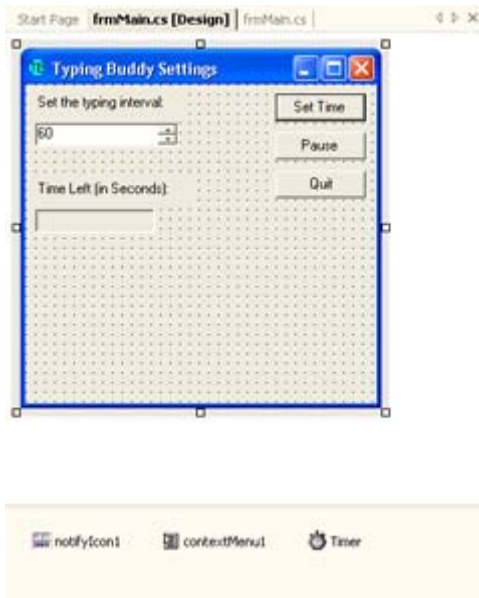 Start Page frmMain.cs [Design] frmMain.cs
Typing Buddy Settings
Set the typing interval:
Set Time
60
Pause
Time Left (in Seconds):
Quit
notifyIcon1 contextMenu1 Timer